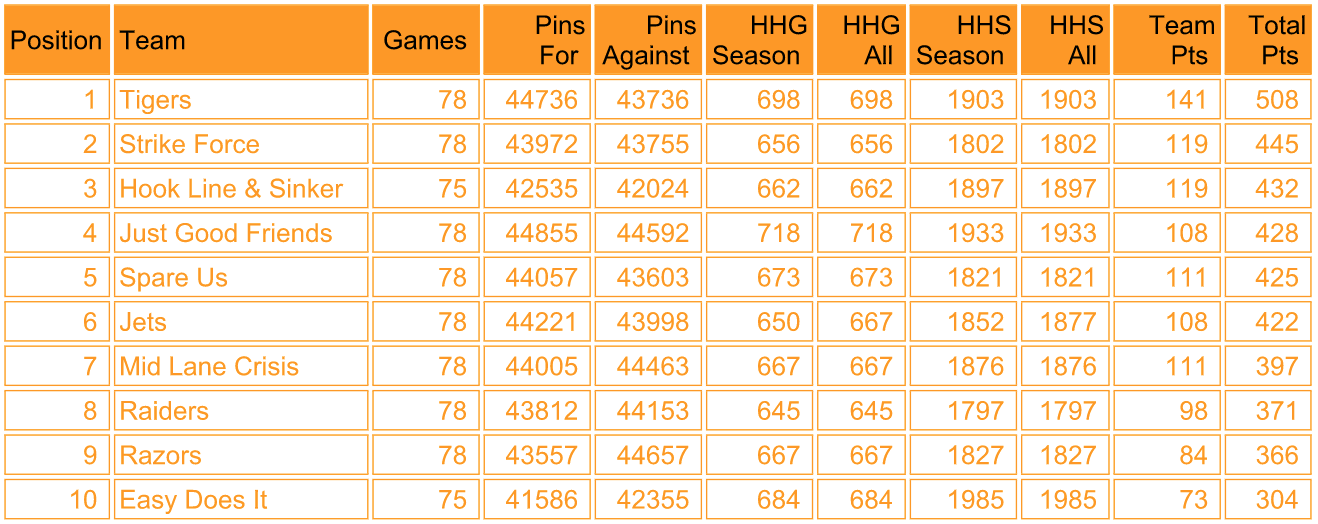 Position Team Games Pins For Pins Against HHG Season HHG All HHS Season HHS All Team Pts Total Pts
1 Tigers 78 44736 43736 698 698 1903 1903 141 508
2 Strike Force 78 43972 43755 656 656 1802 1802 119 445
3 Hook Line & Sinker 75 42535 42024 662 662 1897 1897 119 432
4 Just Good Friends 78 44855 44592 718 718 1933 1933 108 428
5 Spare Us 78 44057 43603 673 673 1821 1821 111 425
6 Jets 78 44221 43998 650 667 1852 1877 108 422
7 Mid Lane Crisis 78 44005 44463 667 667 1876 1876 111 397
8 Raiders 78 43812 44153 645 645 1797 1797 98 371
9 Razors 78 43557 44657 667 667 1827 1827 84 366
10 Easy Does It 75 41586 42355 684 684 1985 1985 73 304